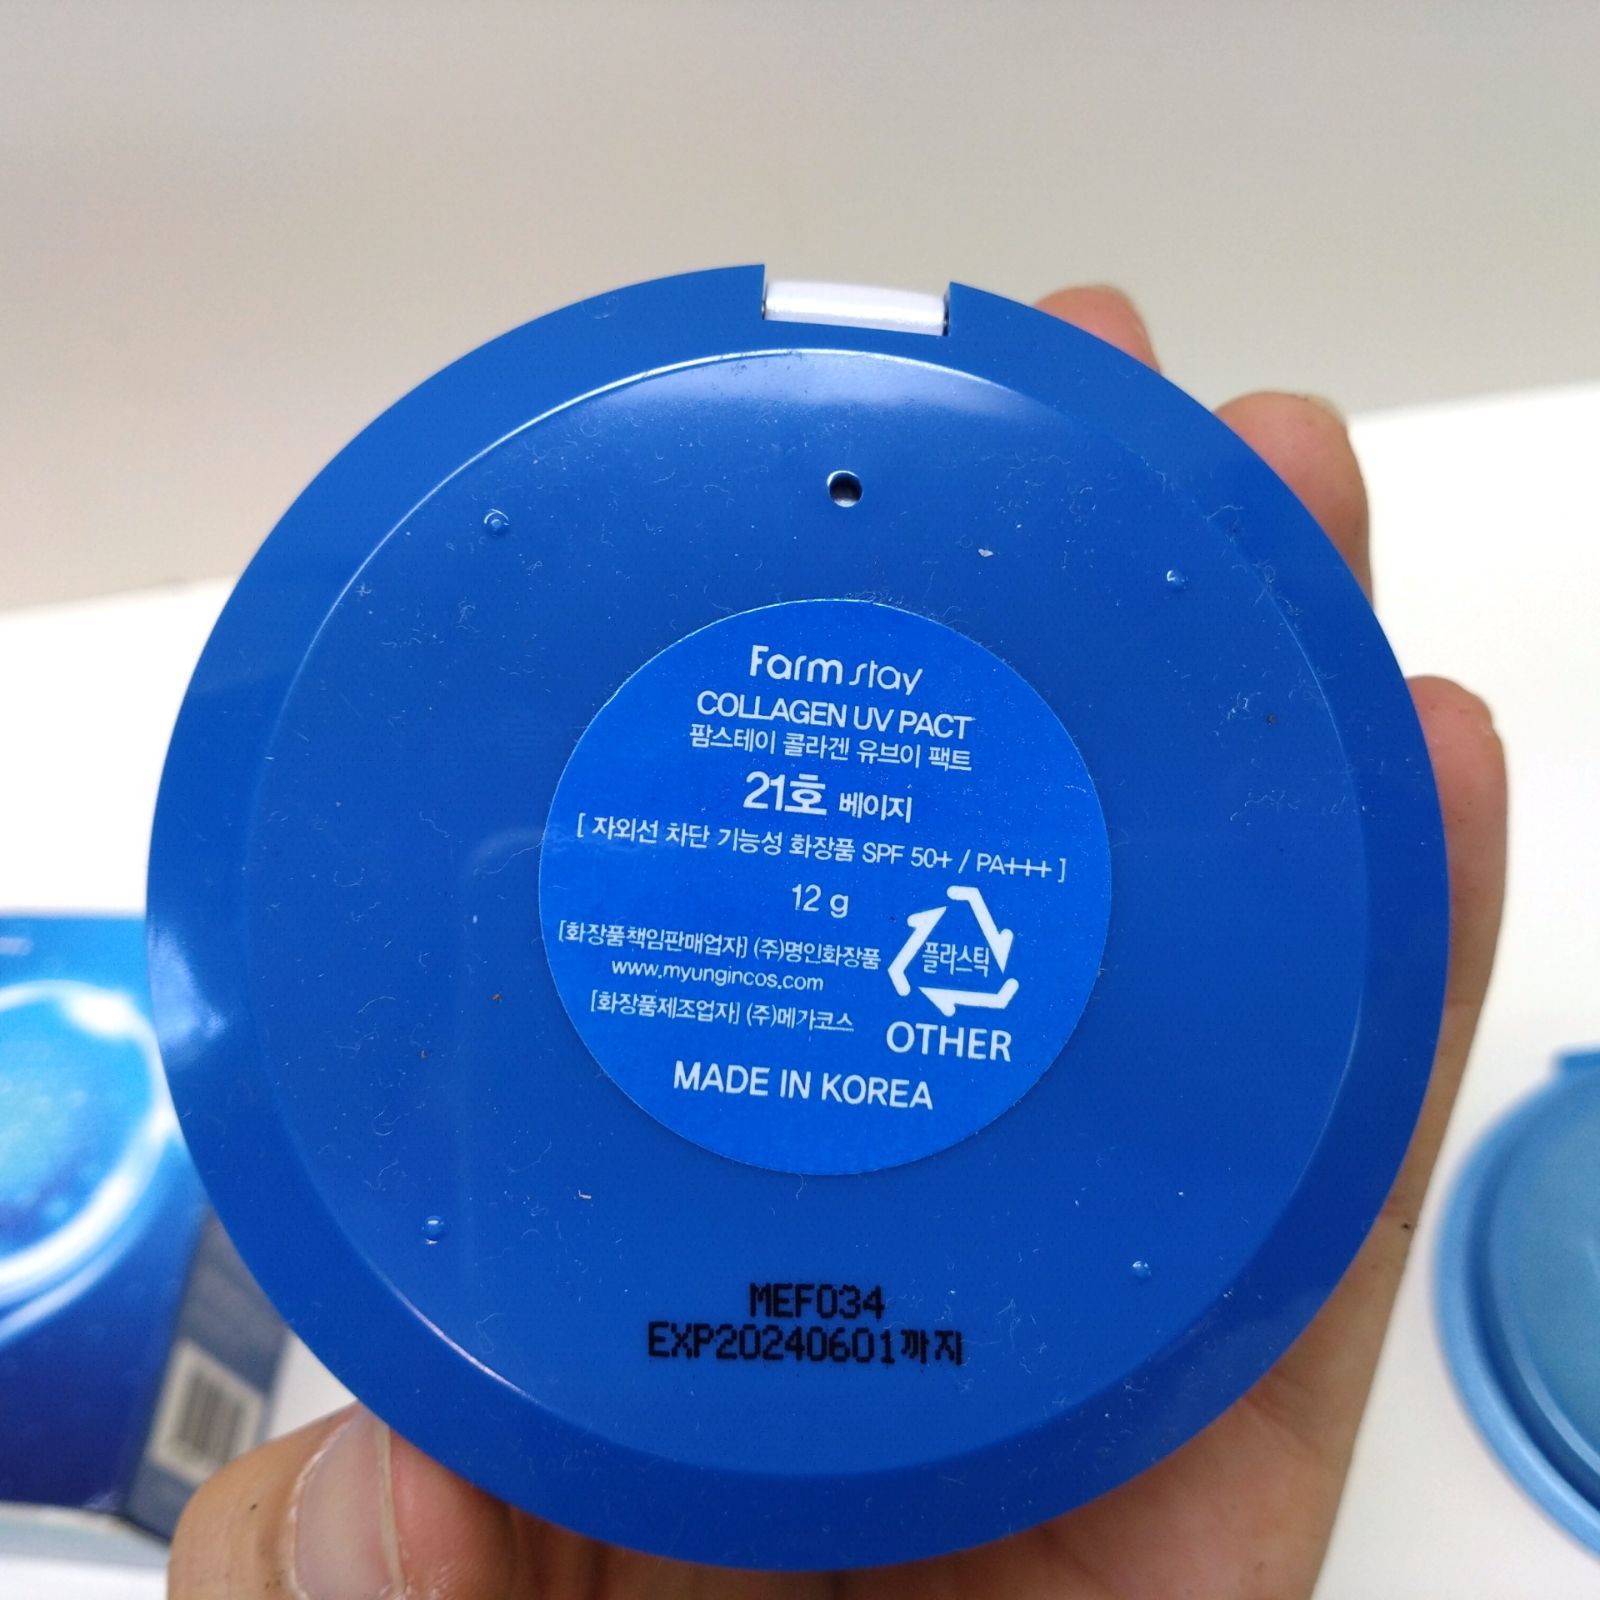 Farm stay
COLLAGEN UV PACT
팜스테이 콜라겐 유브이 팩트
21호 베이지
[ 자외선 차단 기능성 화장품 SPF 50+ / PA+++ ]
12 g
[화장품책임판매업자] (주)명인화장품
www.myungincos.com
[화장품제조업자] (주)메가코스
플라스틱
OTHER
MADE IN KOREA
MEF034
EXP20240601까지